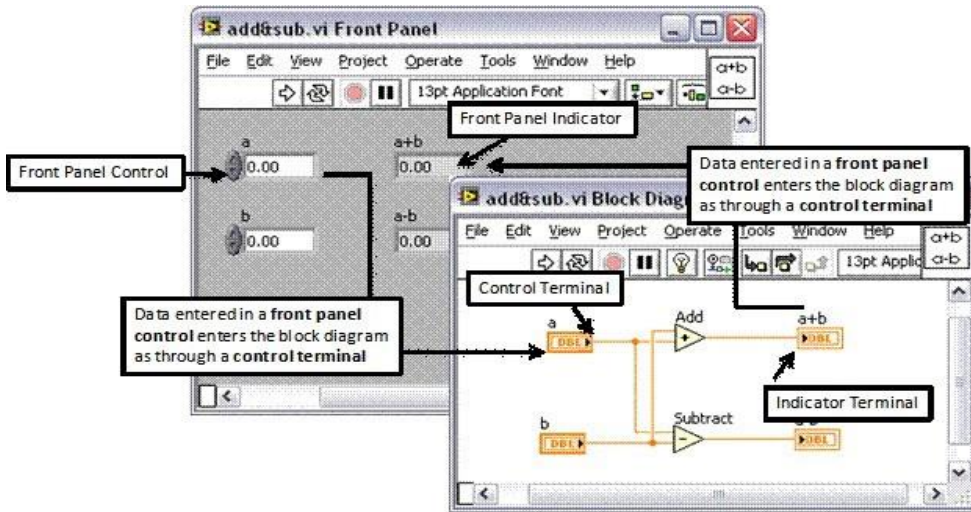 add&sub.vi Front Panel
File Edit View Project Operate Tools Window Help
a+b
a-b
13pt Application Font
Front Panel Indicator
a
a+b
Front Panel Control
0.00
0.00
Data entered in a front panel
control enters the block diagram
as through a control terminal
b
a-b
0.00
0.00
add&sub.vi Block Diag
File Edit View Project Operate Tools Window Help
a+b
a-b
13pt Applic
Control Terminal
Data entered in a front panel
control enters the block diagram
as through a control terminal
a
Add
a+b
DBL
+
DBL
Indicator Terminal
b
Subtract
DBL
-
DBL